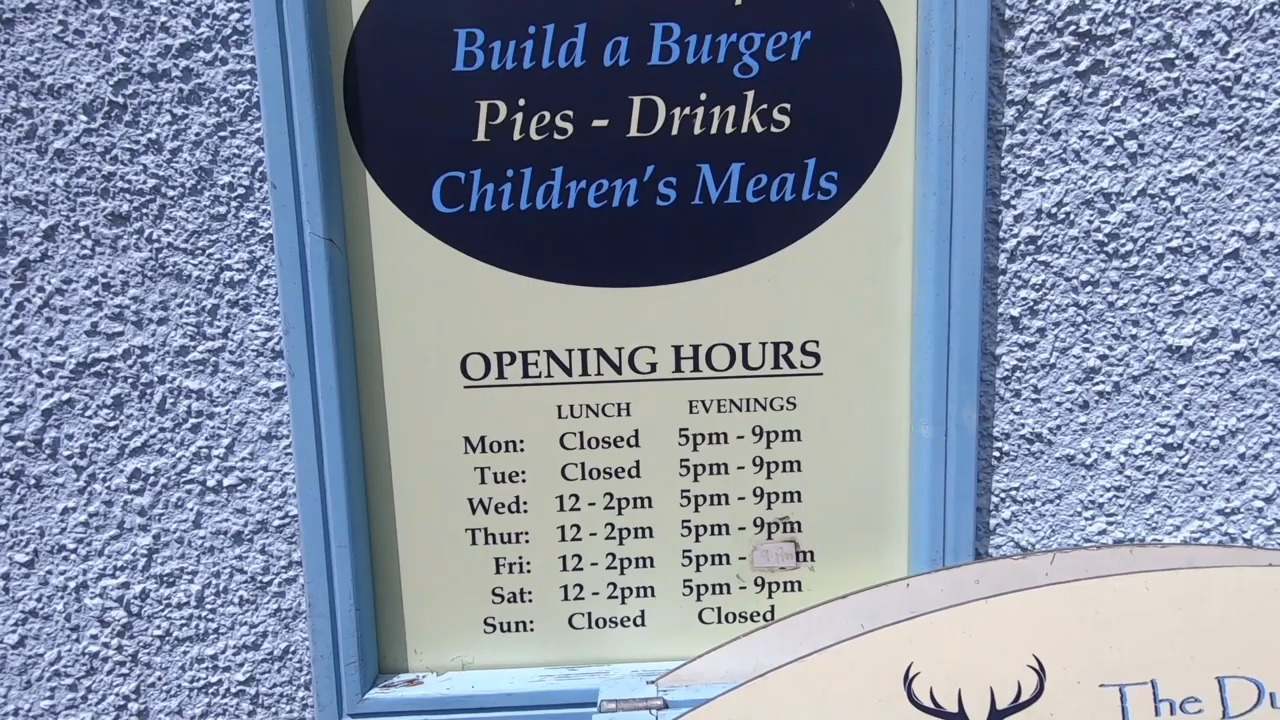 Build a Burger
Pies - Drinks
Children's Meals
OPENING HOURS
LUNCH EVENINGS
Mon: Closed 5pm - 9pm
Tue: Closed 5pm - 9pm
Wed: 12 - 2pm 5pm - 9pm
Thur: 12 - 2pm 5pm - 9pm
Fri: 12 - 2pm 5pm -
Sat: 12 - 2pm 5pm - 9pm
Sun: Closed Closed
The